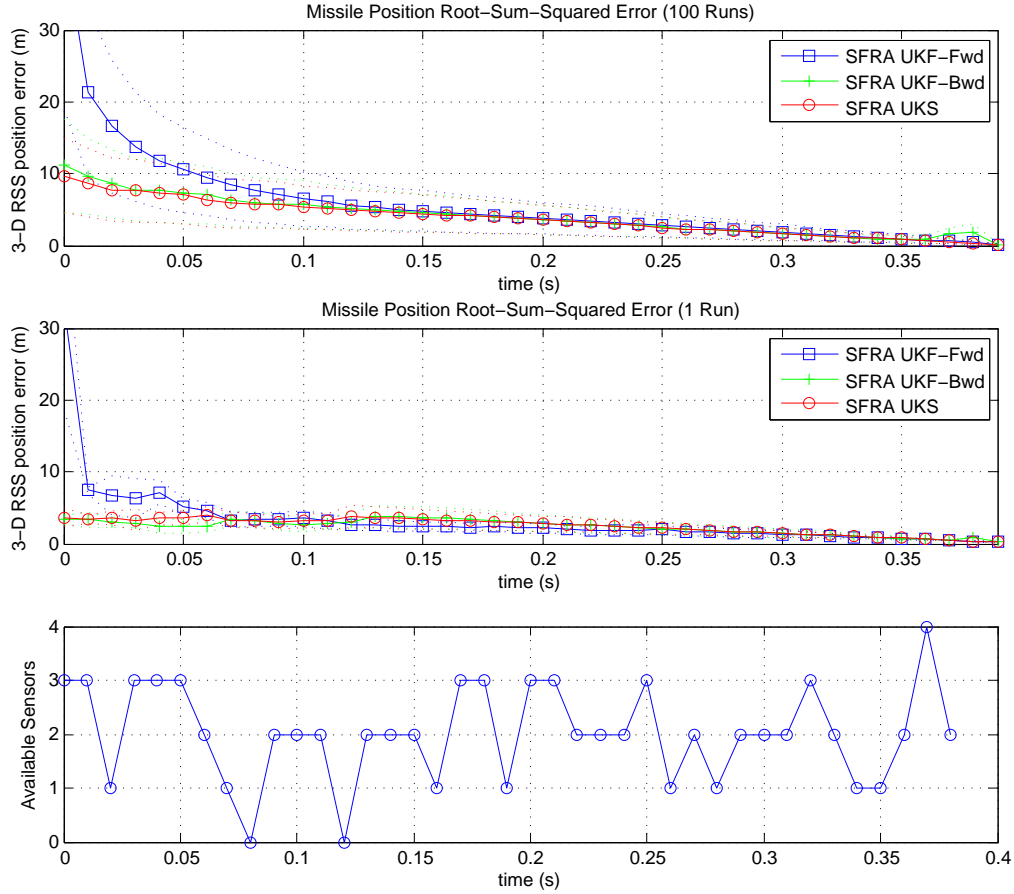 Missile Position Root−Sum−Squared Error (100 Runs)
3−D RSS position error (m)
30
20
10
0
SFRA UKF−Fwd
SFRA UKF−Bwd
SFRA UKS
0 0.05 0.1 0.15 0.2 0.25 0.3 0.35
time (s)
Missile Position Root−Sum−Squared Error (1 Run)
3−D RSS position error (m)
30
20
10
0
SFRA UKF−Fwd
SFRA UKF−Bwd
SFRA UKS
0 0.05 0.1 0.15 0.2 0.25 0.3 0.35
time (s)
Available Sensors
4
3
2
1
0
0 0.05 0.1 0.15 0.2 0.25 0.3 0.35 0.4
time (s)